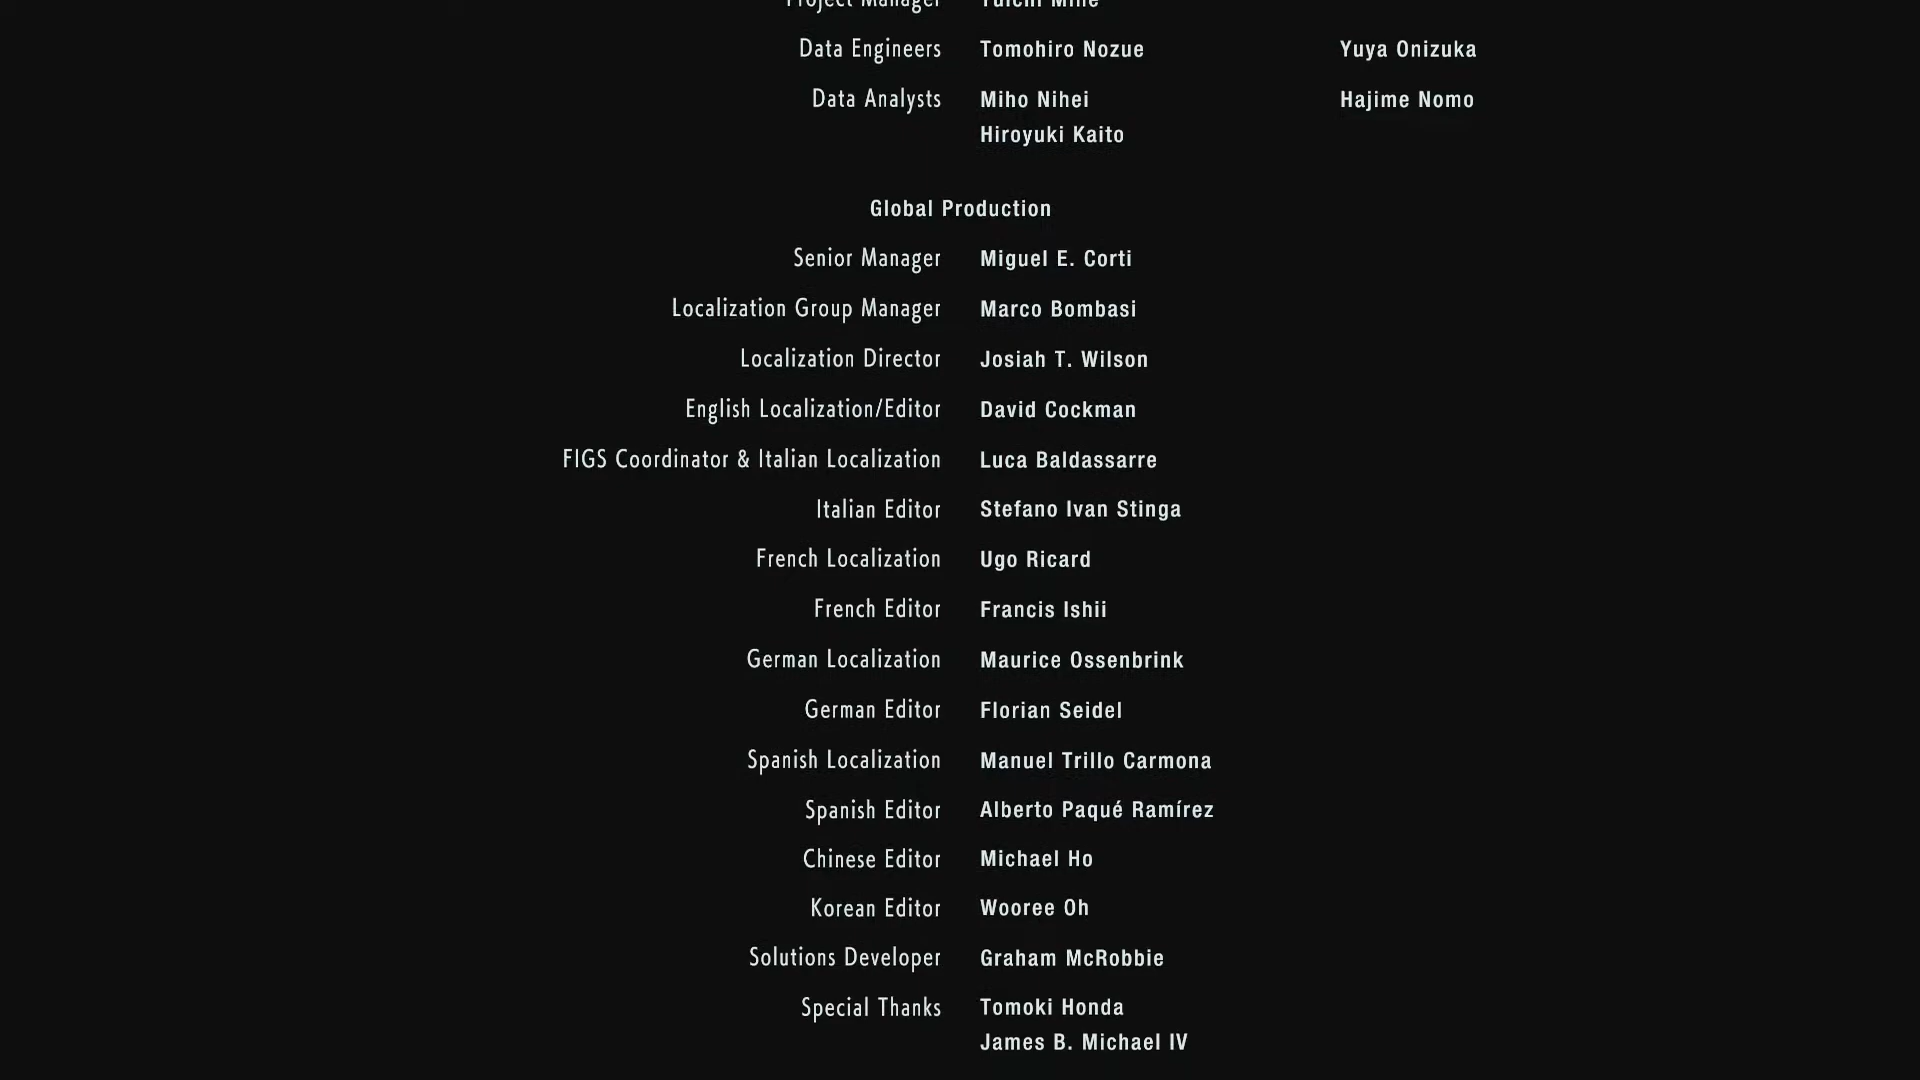 Project Manager Yuichi Mine
Data Engineers Tomohiro Nozue Yuya Onizuka
Data Analysts Miho Nihei Hajime Nomo
Hiroyuki Kaito
Global Production
Senior Manager Miguel E. Corti
Localization Group Manager Marco Bombasi
Localization Director Josiah T. Wilson
English Localization/Editor David Cockman
FIGS Coordinator & Italian Localization Luca Baldassarre
Italian Editor Stefano Ivan Stinga
French Localization Ugo Ricard
French Editor Francis Ishii
German Localization Maurice Ossenbrink
German Editor Florian Seidel
Spanish Localization Manuel Trillo Carmona
Spanish Editor Alberto Paqué Ramírez
Chinese Editor Michael Ho
Korean Editor Wooree Oh
Solutions Developer Graham McRobbie
Special Thanks Tomoki Honda
James B. Michael IV